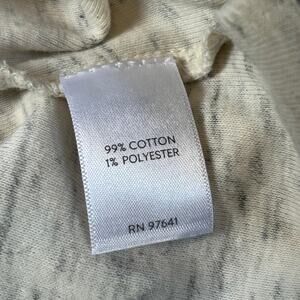 99% COTTON
1% POLYESTER
RN 97641